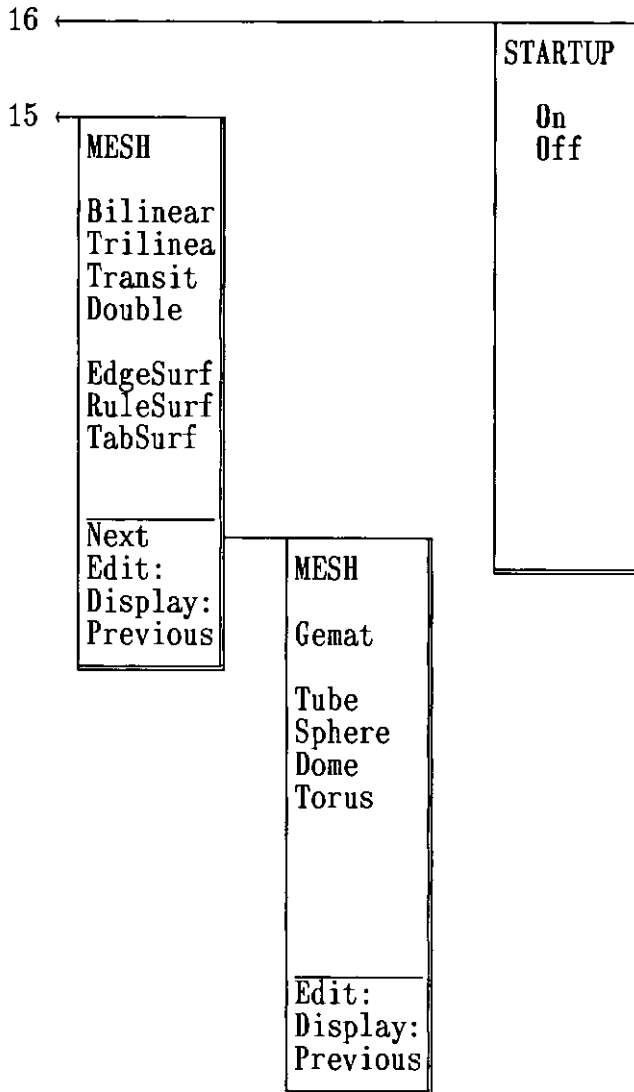 16
STARTUP
On
Off
15
MESH
Bilinear
Trilinea
Transit
Double
EdgeSurf
RuleSurf
TabSurf
Next
Edit:
Display:
Previous
MESH
Gemat
Tube
Sphere
Dome
Torus
Edit:
Display:
Previous